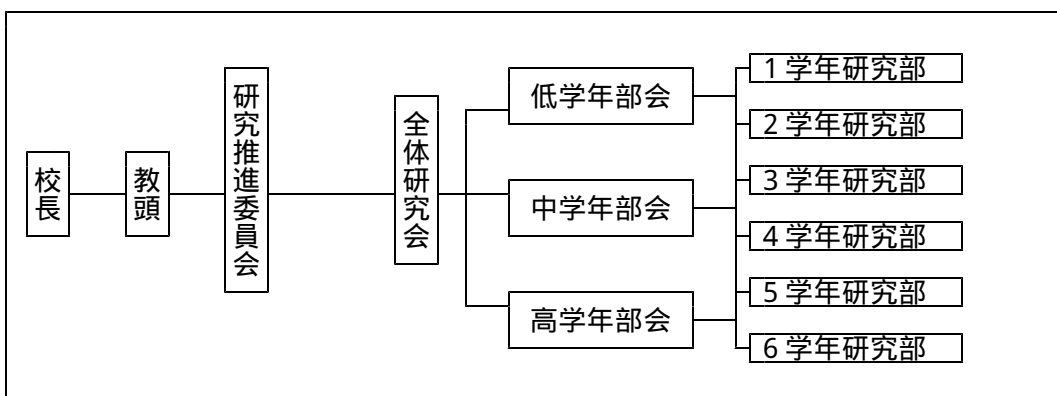 校長
教頭
研究推進委員会
全体研究会
低学年部会
中学年部会
高学年部会
1 学年研究部
2 学年研究部
3 学年研究部
4 学年研究部
5 学年研究部
6 学年研究部